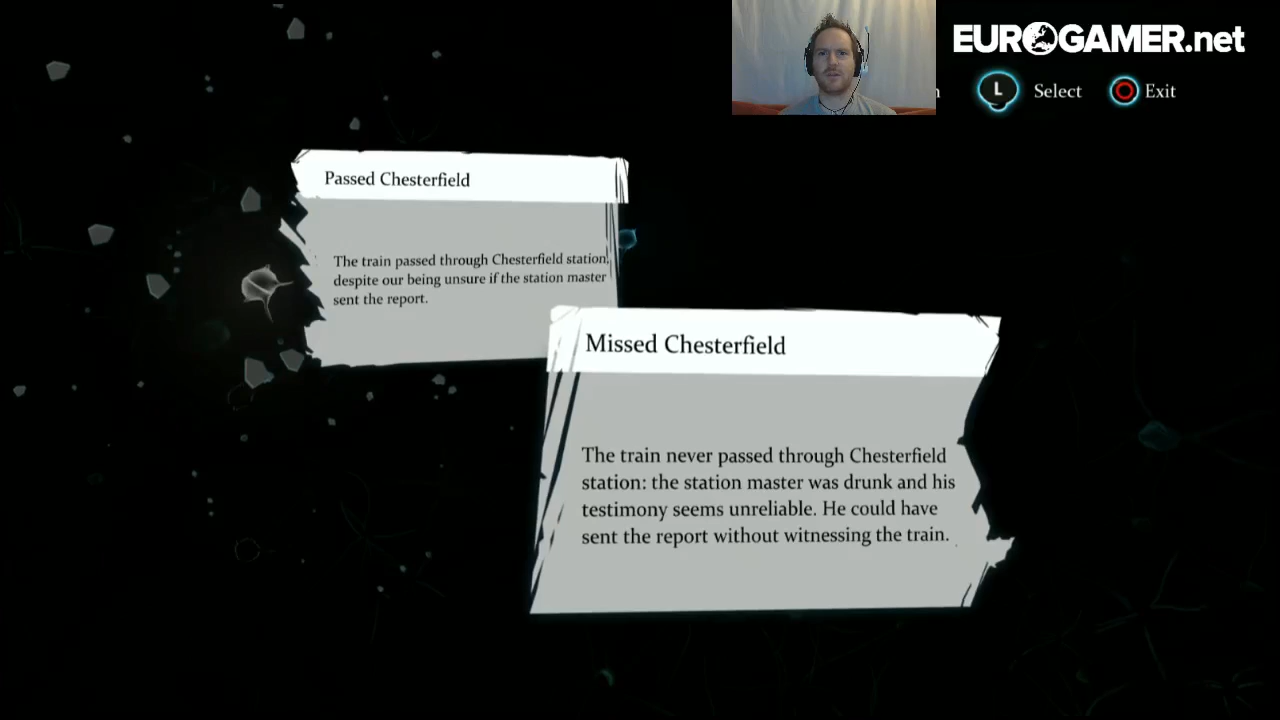 EUROGAMER.net
L Select Exit
Passed Chesterfield
The train passed through Chesterfield station,
despite our being unsure if the station master
sent the report.
Missed Chesterfield
The train never passed through Chesterfield
station: the station master was drunk and his
testimony seems unreliable. He could have
sent the report without witnessing the train.